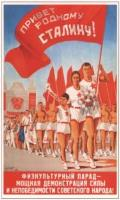 ПРИВЕТ
РОДНОМУ
СТАЛИНУ!
ФИЗКУЛЬТУРНЫЙ ПАРАД—
МОЩНАЯ ДЕМОНСТРАЦИЯ СИЛЫ
И НЕПОБЕДИМОСТИ СОВЕТСКОГО НАРОДА!